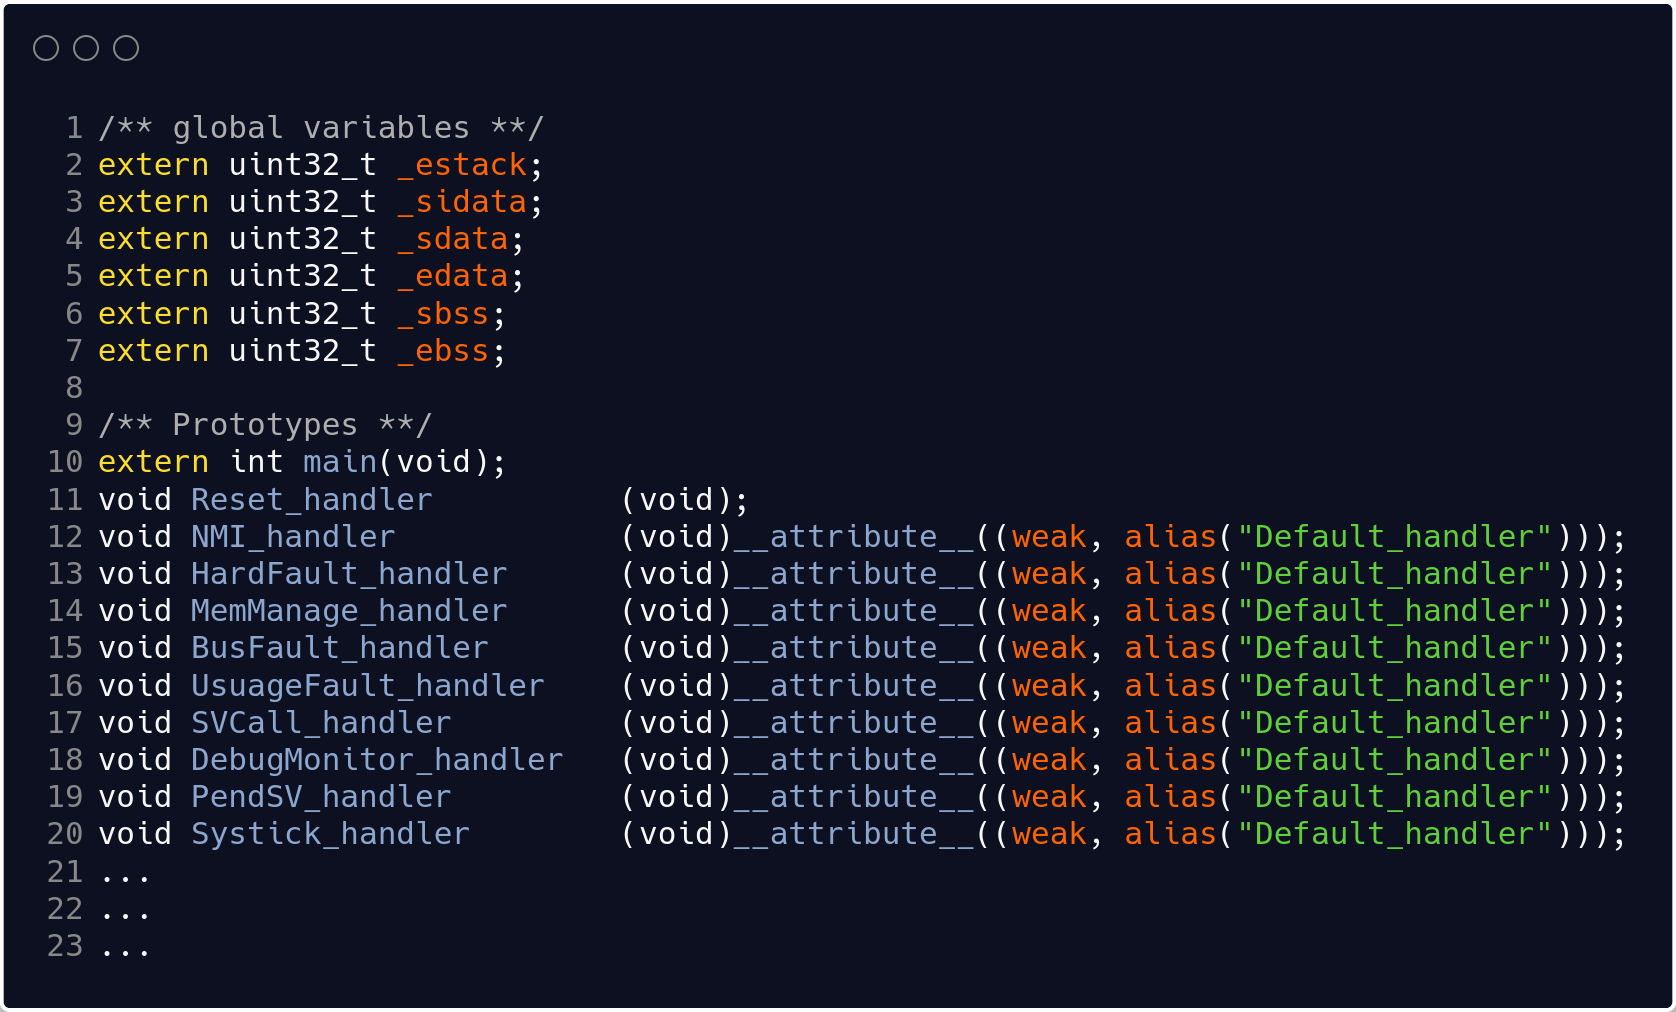 1 /** global variables **/
2 extern uint32_t _estack;
3 extern uint32_t _sidata;
4 extern uint32_t _sdata;
5 extern uint32_t _edata;
6 extern uint32_t _sbss;
7 extern uint32_t _ebss;
8
9 /** Prototypes **/
10 extern int main(void);
11 void Reset_handler          (void);
12 void NMI_handler            (void)__attribute__((weak, alias("Default_handler")));
13 void HardFault_handler      (void)__attribute__((weak, alias("Default_handler")));
14 void MemManage_handler      (void)__attribute__((weak, alias("Default_handler")));
15 void BusFault_handler       (void)__attribute__((weak, alias("Default_handler")));
16 void UsuageFault_handler    (void)__attribute__((weak, alias("Default_handler")));
17 void SVCall_handler         (void)__attribute__((weak, alias("Default_handler")));
18 void DebugMonitor_handler   (void)__attribute__((weak, alias("Default_handler")));
19 void PendSV_handler         (void)__attribute__((weak, alias("Default_handler")));
20 void Systick_handler        (void)__attribute__((weak, alias("Default_handler")));
21 ...
22 ...
23 ...